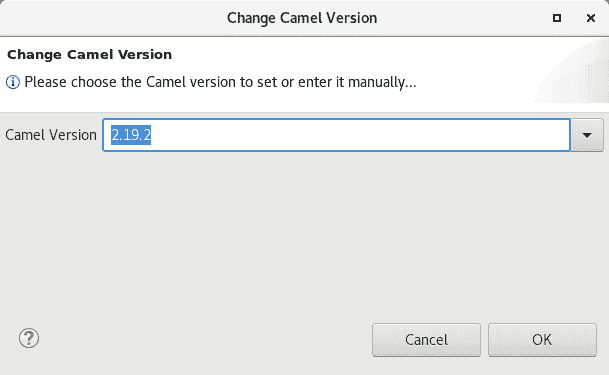 Change Camel Version
Change Camel Version
Please choose the Camel version to set or enter it manually...
Camel Version 2.19.2
Cancel OK